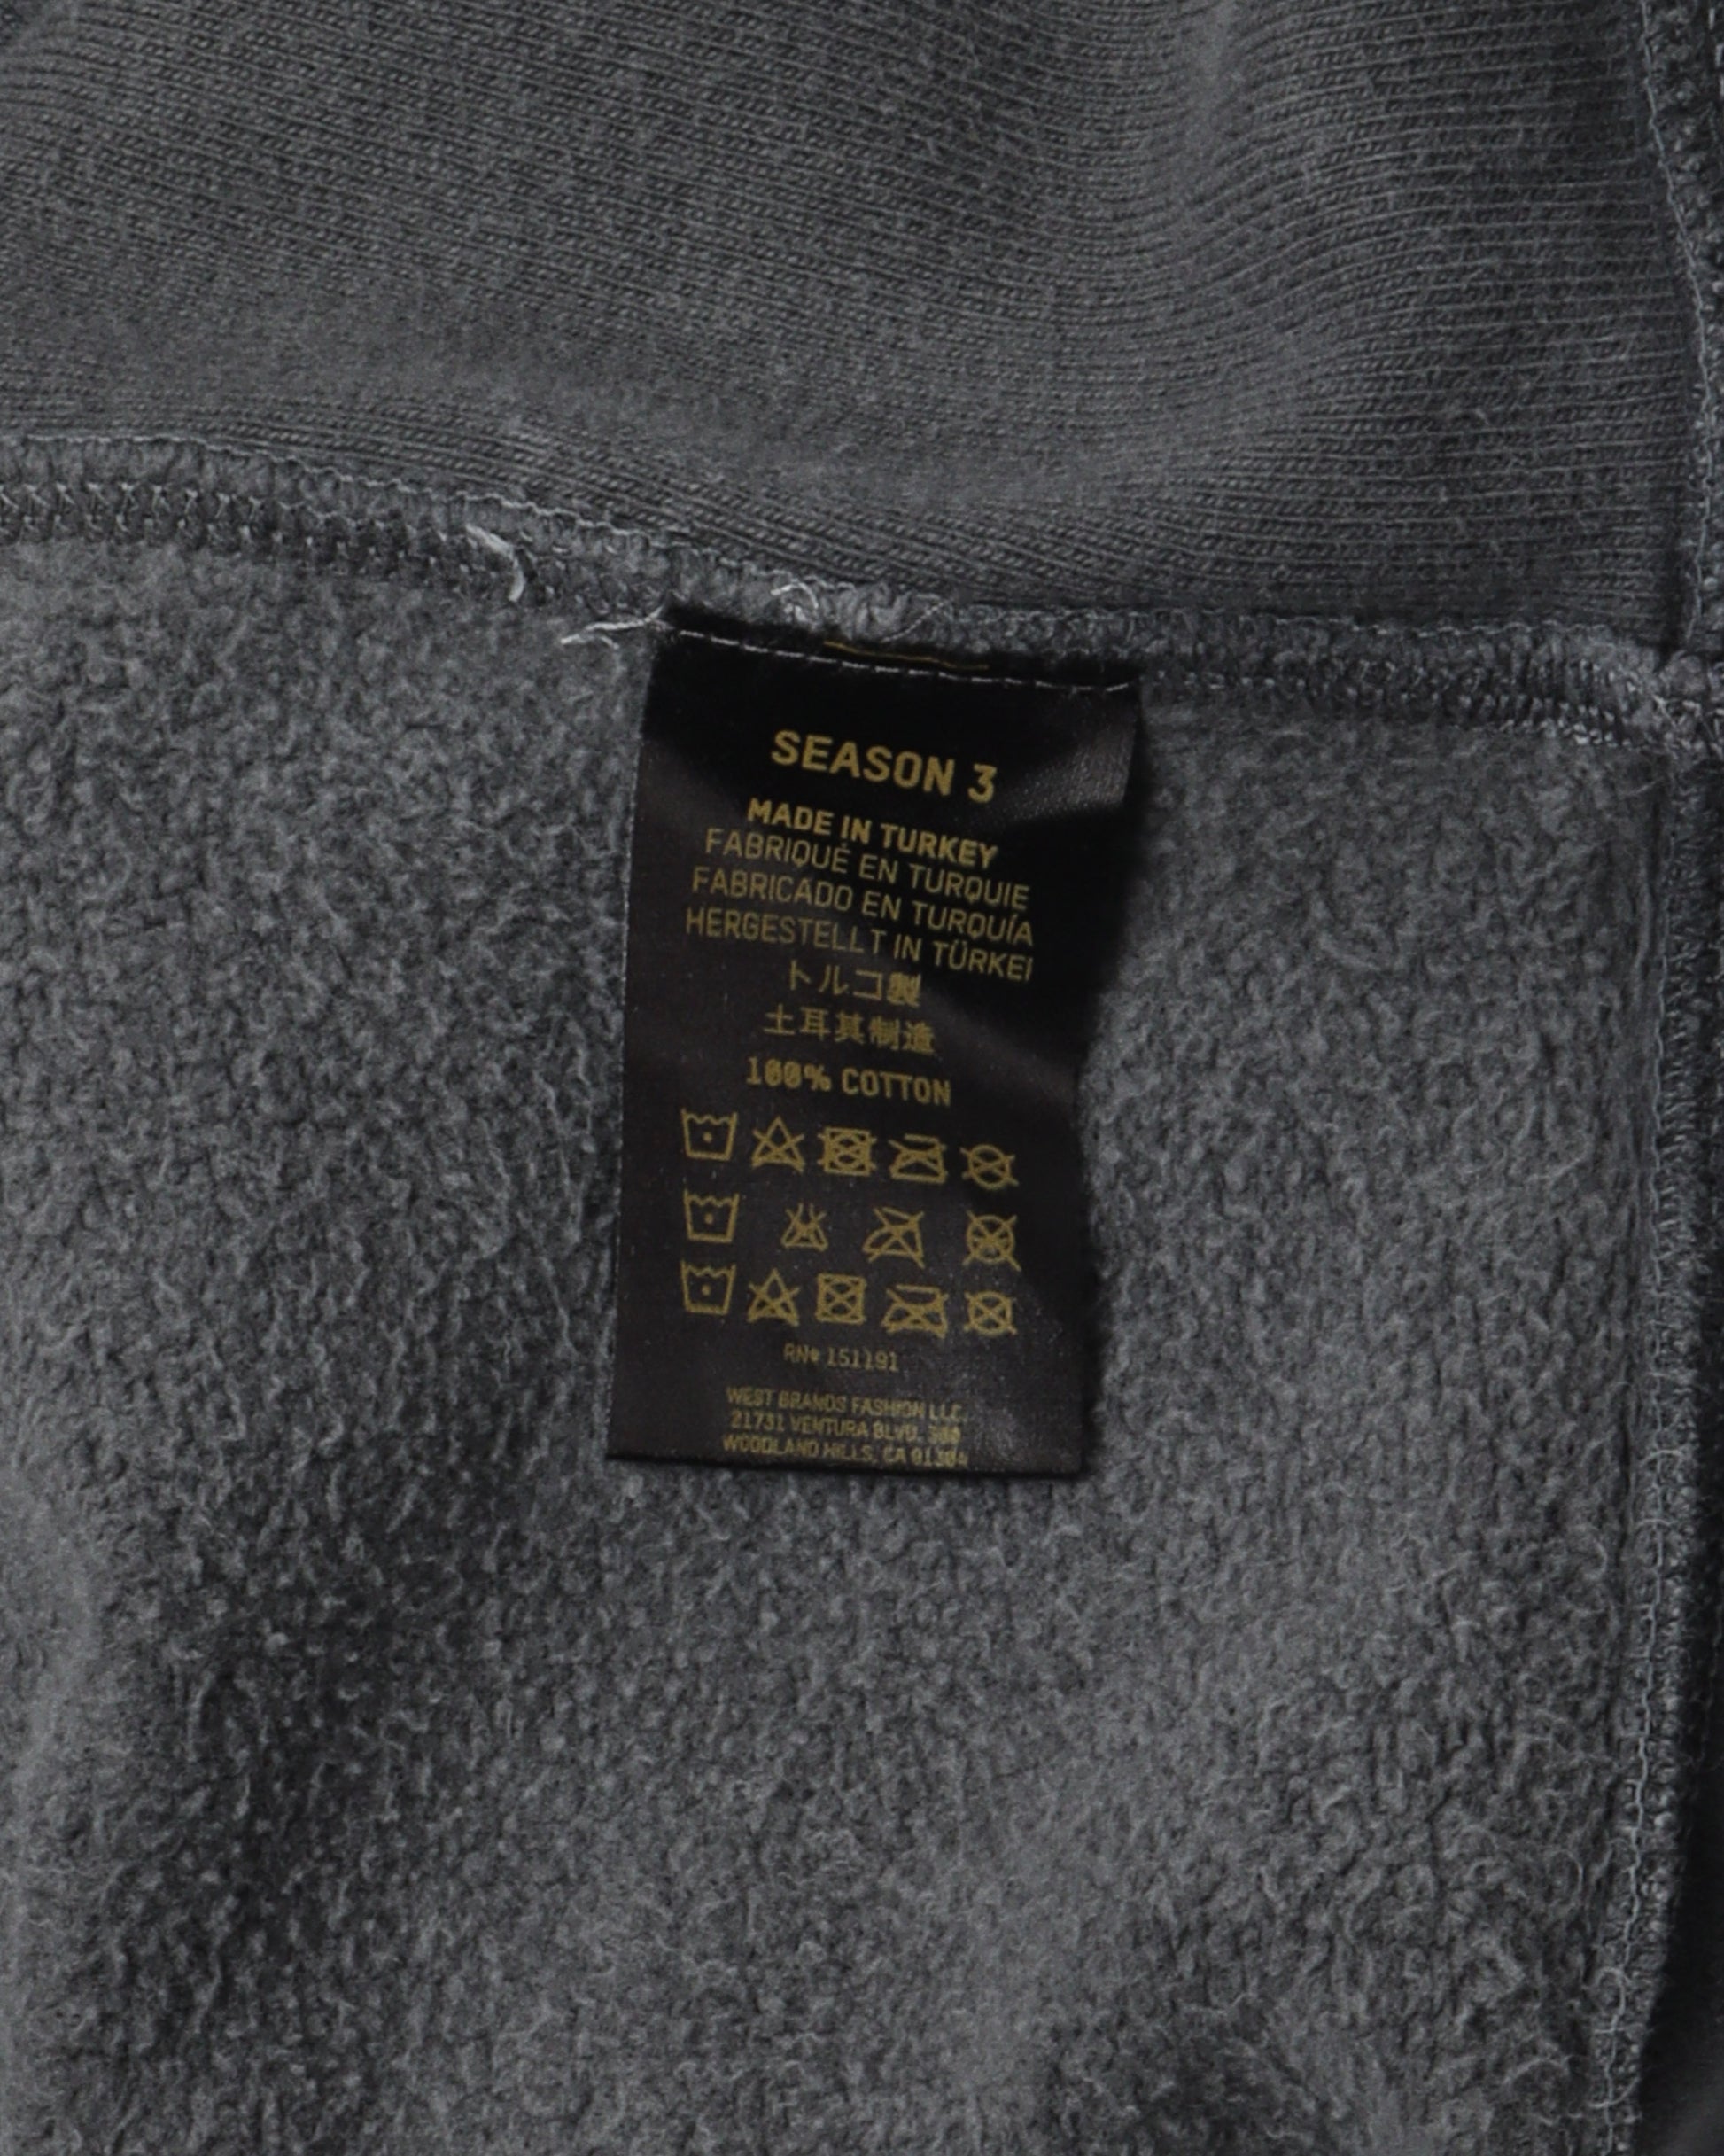 SEASON 3
MADE IN TURKEY
FABRIQUÉ EN TURQUIE
FABRICADO EN TURQUÍA
HERGESTELLT IN TÜRKEI
トルコ製
土耳其制造
100% COTTON
RN# 151191
WEST BRANDS FASHION LLC.
21731 VENTURA BLVD. 300
WOODLAND HILLS, CA 91364